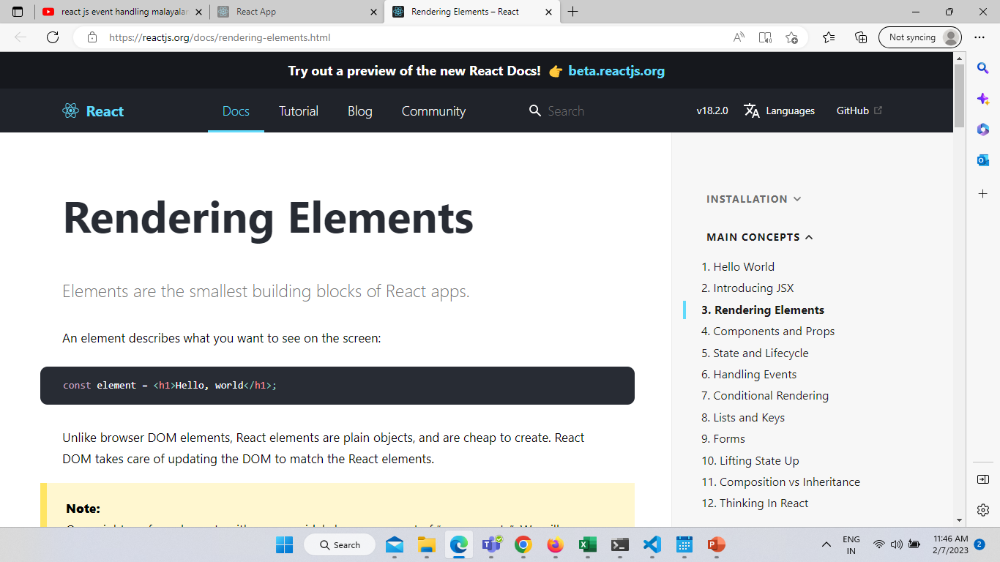 react js event handling malayalan
React App
Rendering Elements – React
https://reactjs.org/docs/rendering-elements.html
Not syncing
Try out a preview of the new React Docs! 👉 beta.reactjs.org
React
Docs
Tutorial
Blog
Community
Search
v18.2.0
Languages
GitHub
Rendering Elements
Elements are the smallest building blocks of React apps.
An element describes what you want to see on the screen:
const element = <h1>Hello, world</h1>;
Unlike browser DOM elements, React elements are plain objects, and are cheap to create. React
DOM takes care of updating the DOM to match the React elements.
Note:
INSTALLATION
MAIN CONCEPTS
1. Hello World
2. Introducing JSX
3. Rendering Elements
4. Components and Props
5. State and Lifecycle
6. Handling Events
7. Conditional Rendering
8. Lists and Keys
9. Forms
10. Lifting State Up
11. Composition vs Inheritance
12. Thinking In React
Search
ENG
IN
11:46 AM
2/7/2023
2